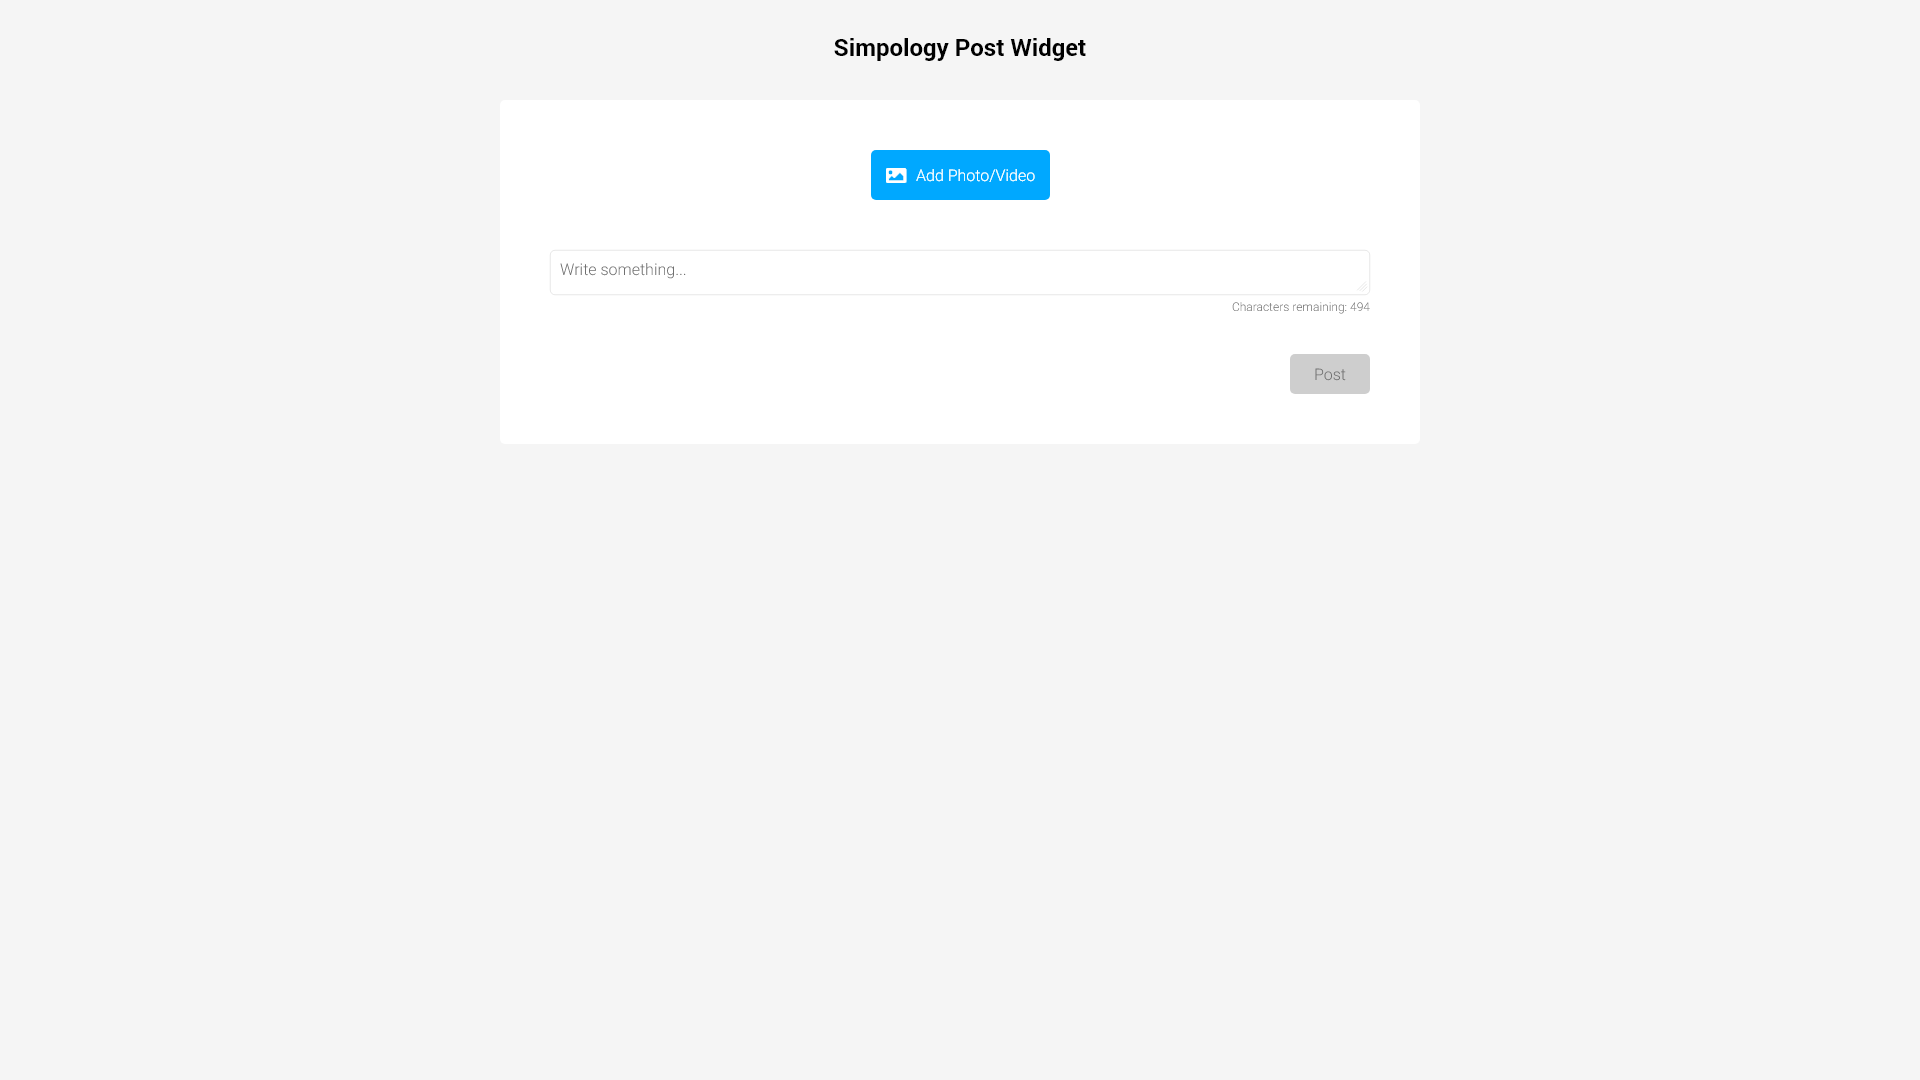 Simpology Post Widget
Add Photo/Video
Write something...
Characters remaining: 494
Post